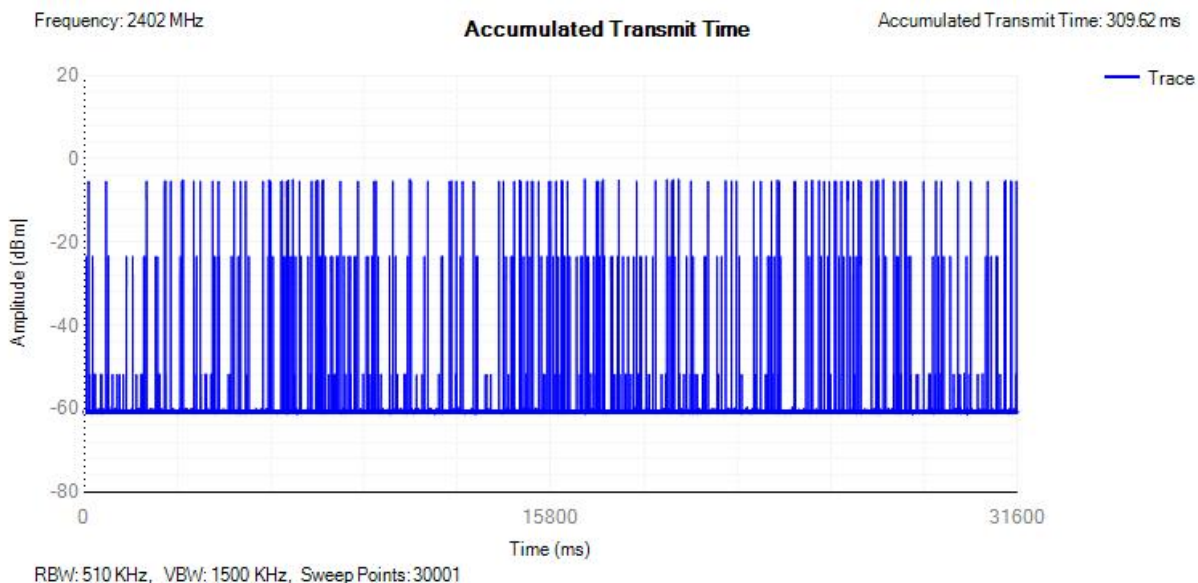 Frequency: 2402 MHz
Accumulated Transmit Time
Accumulated Transmit Time: 309.62 ms
Trace
20
0
-20
-40
-60
-80
Amplitude (dBm)
0
15800
31600
Time (ms)
RBW: 510 KHz, VBW: 1500 KHz, Sweep Points: 30001